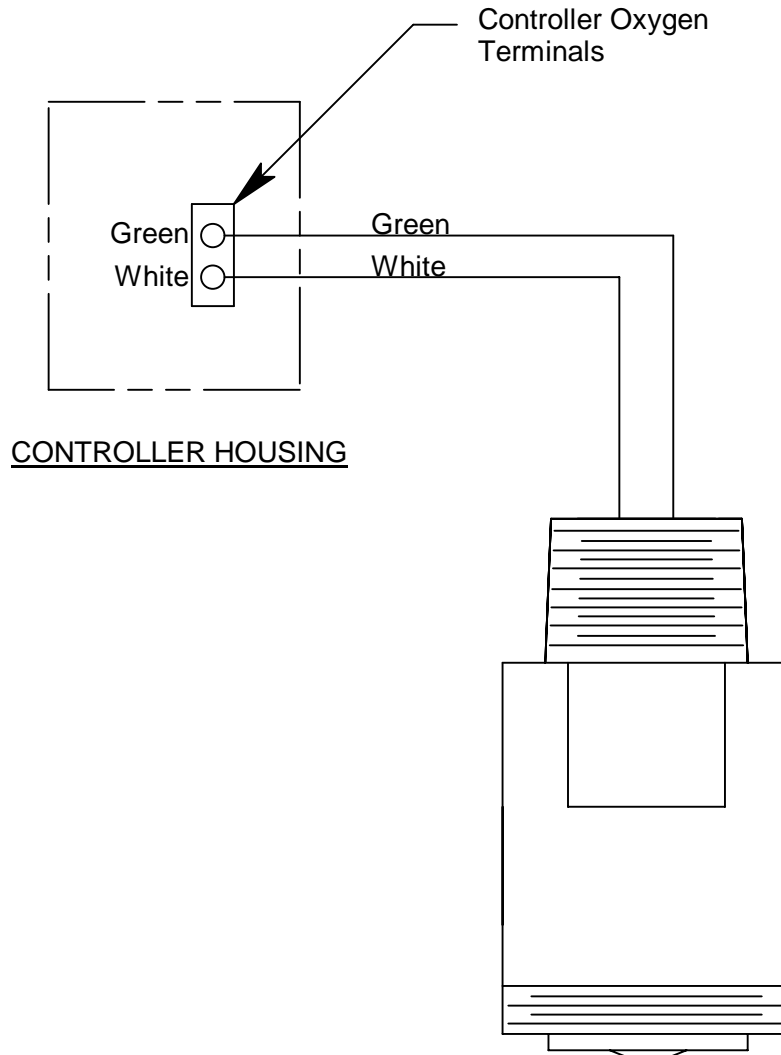 Controller Oxygen
Terminals
Green
Green
White
White
CONTROLLER HOUSING